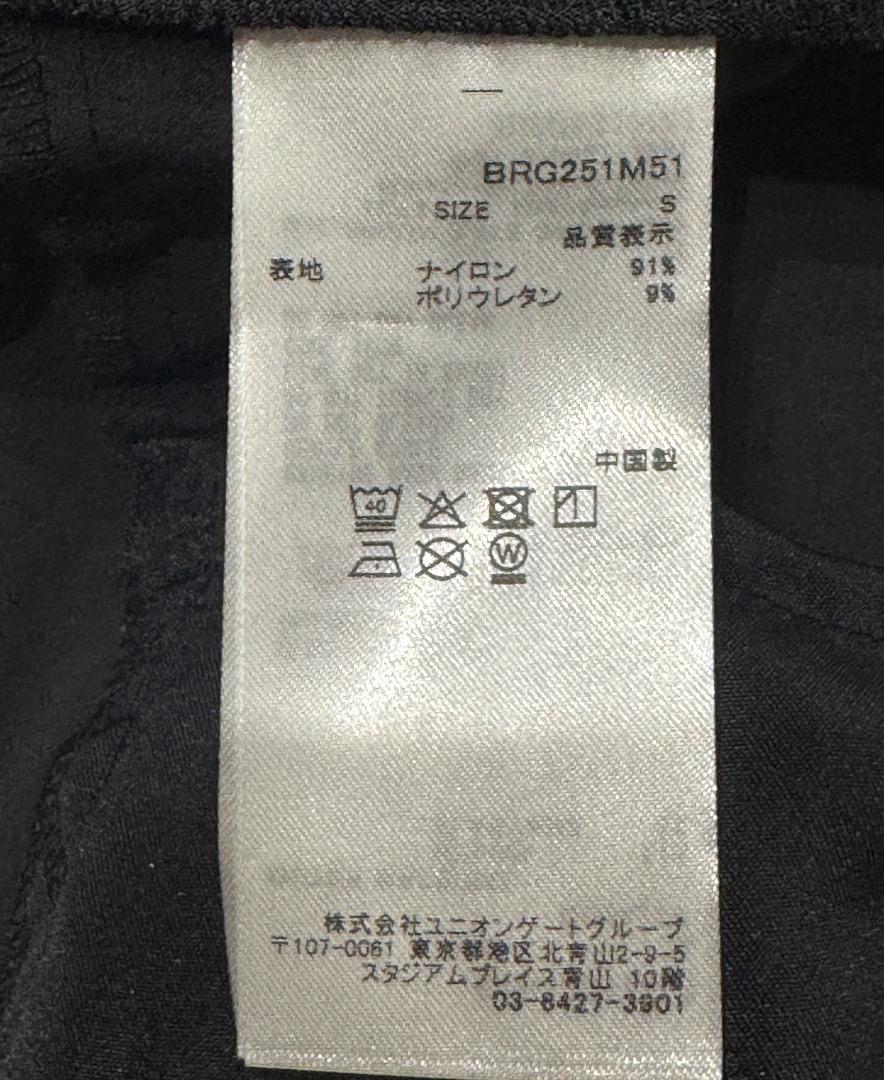 BRG251M51
SIZE S
品質表示
表地 ナイロン 91%
ポリウレタン 9%
中国製
40
W
株式会社ユニオンゲートグループ
〒107-0061 東京都港区北青山2-9-5
スタジアムプレイス青山 10階
03-6427-3901